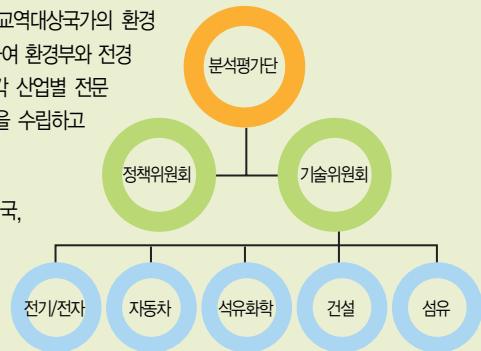 교역대상국가의 환경
하여 환경부와 전경
각 산업별 전문
을 수립하고
국,
분석평가단
정책위원회
기술위원회
전기/전자
자동차
석유화학
건설
섬유